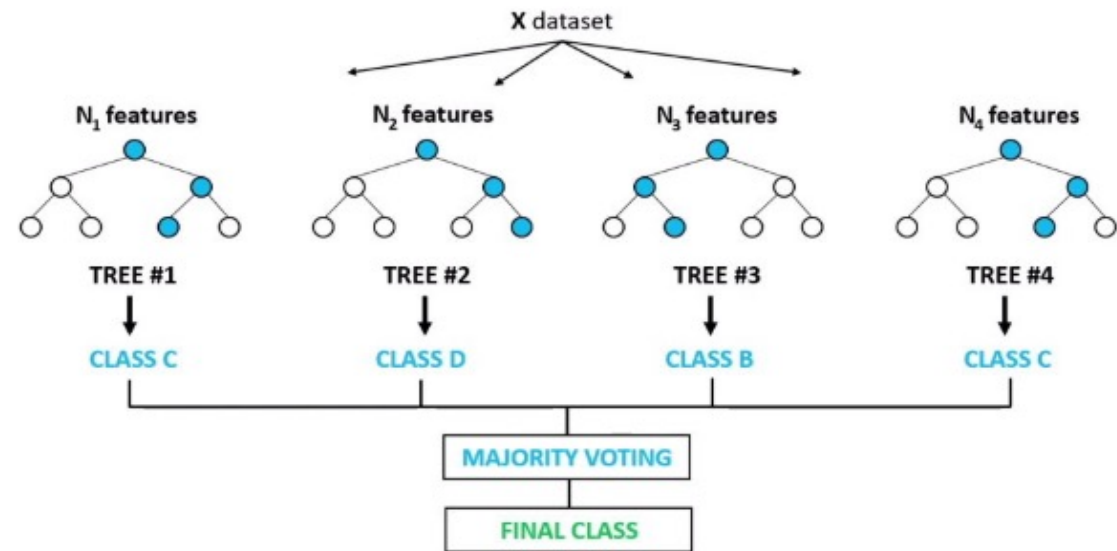 X dataset
N₁ features N₂ features N₃ features N₄ features
TREE #1 TREE #2 TREE #3 TREE #4
CLASS C CLASS D CLASS B CLASS C
MAJORITY VOTING
FINAL CLASS